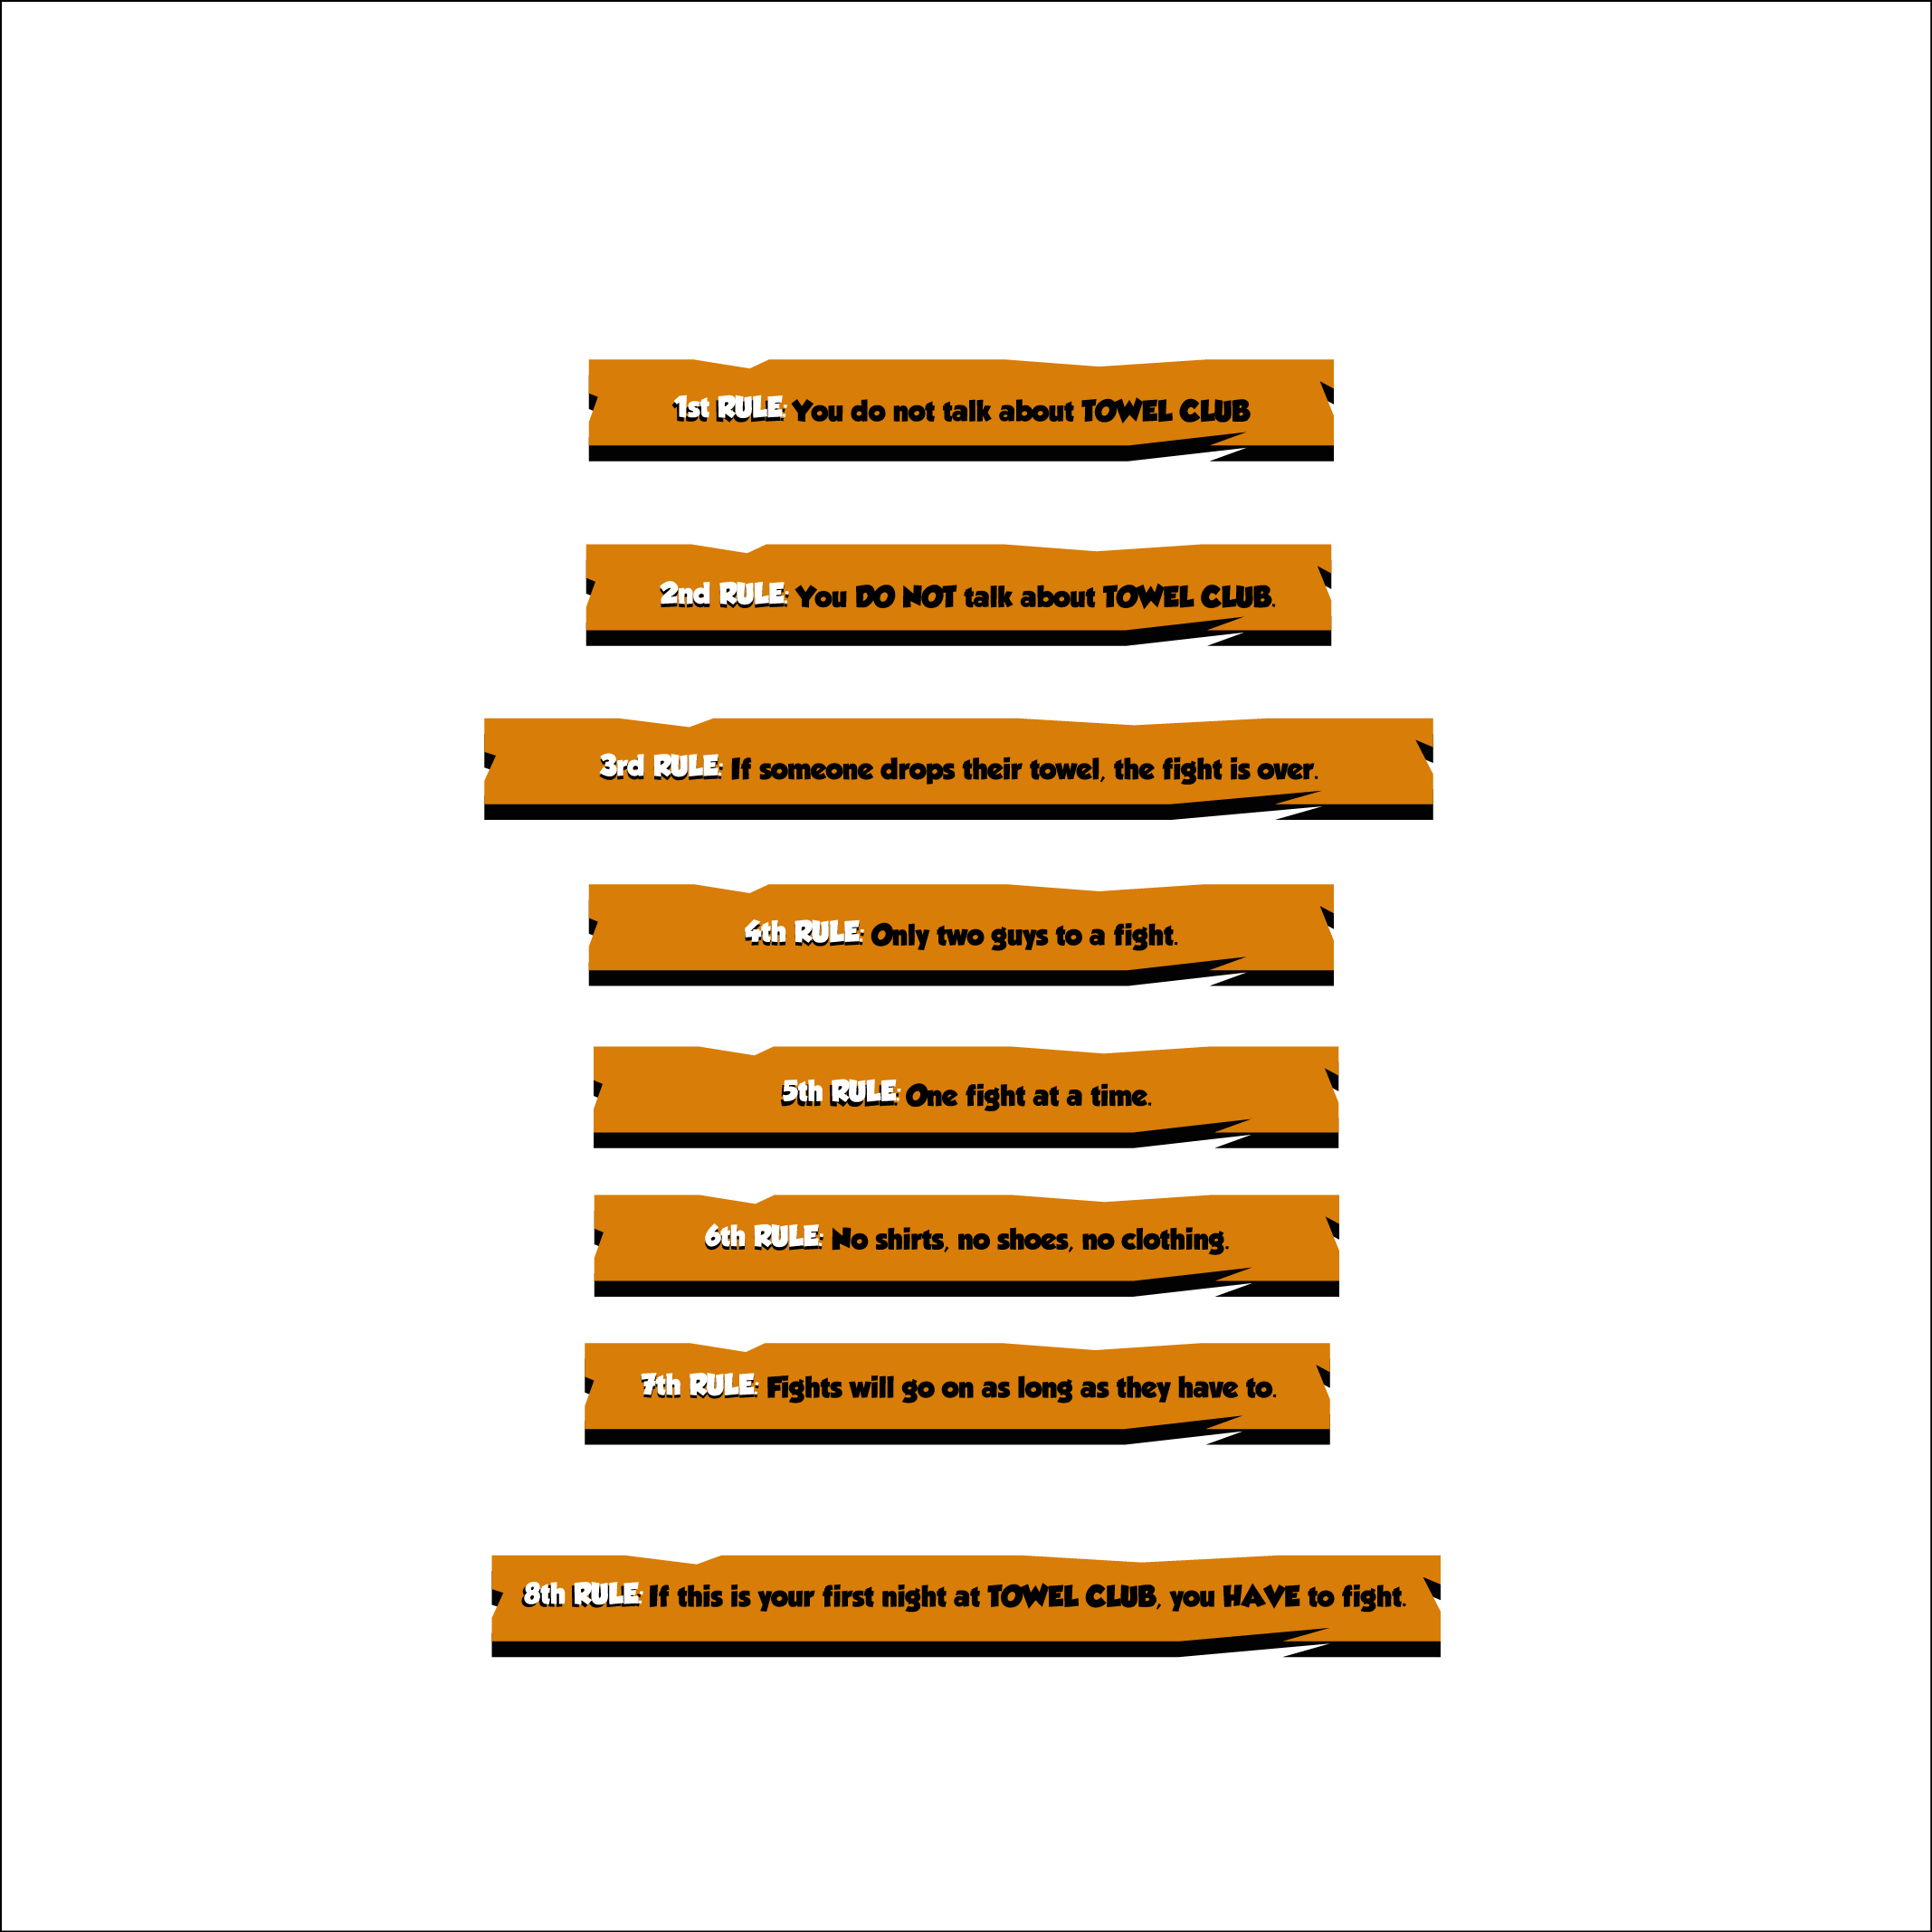 1st RULE: You do not talk about TOWEL CLUB
2nd RULE: You DO NOT talk about TOWEL CLUB.
3rd RULE: If someone drops their towel, the fight is over.
4th RULE: Only two guys to a fight.
5th RULE: One fight at a time.
6th RULE: No shirts, no shoes, no clothing.
7th RULE: Fights will go on as long as they have to.
8th RULE: If this is your first night at TOWEL CLUB, you HAVE to fight.